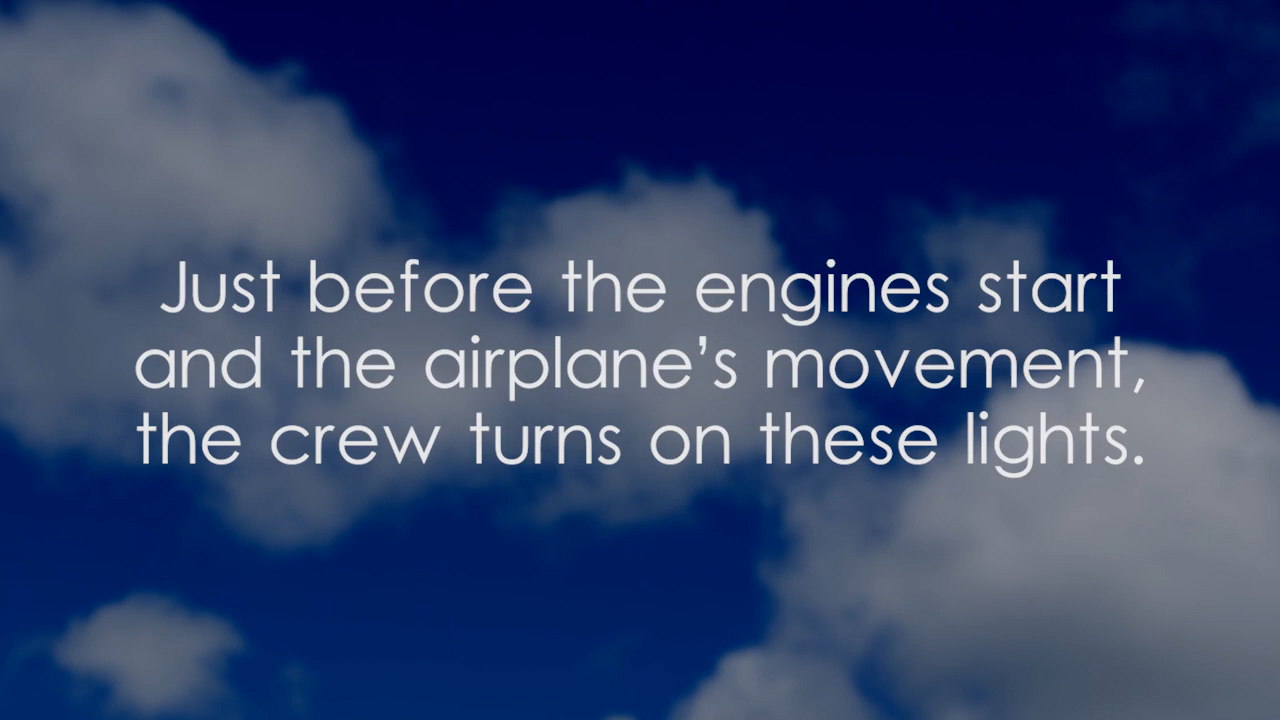 Just before the engines start
and the airplane’s movement,
the crew turns on these lights.